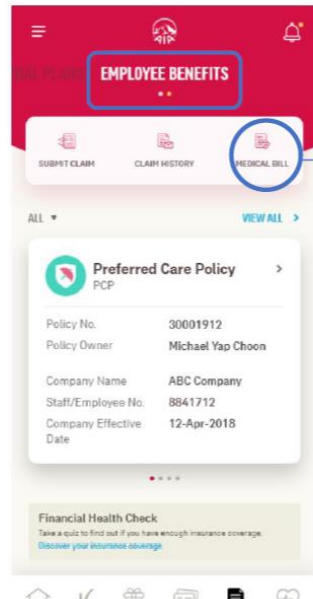 AIA
EMPLOYEE BENEFITS
SUBMIT CLAIM
CLAIM HISTORY
MEDICAL BILL
ALL
VIEW ALL
Preferred Care Policy
PCP
Policy No. 30001912
Policy Owner Michael Yap Choon
Company Name ABC Company
Staff/Employee No. 8841712
Company Effective 12-Apr-2018
Date
Financial Health Check
Take a quiz to find out if you have enough insurance coverage.
Discover your insurance coverage